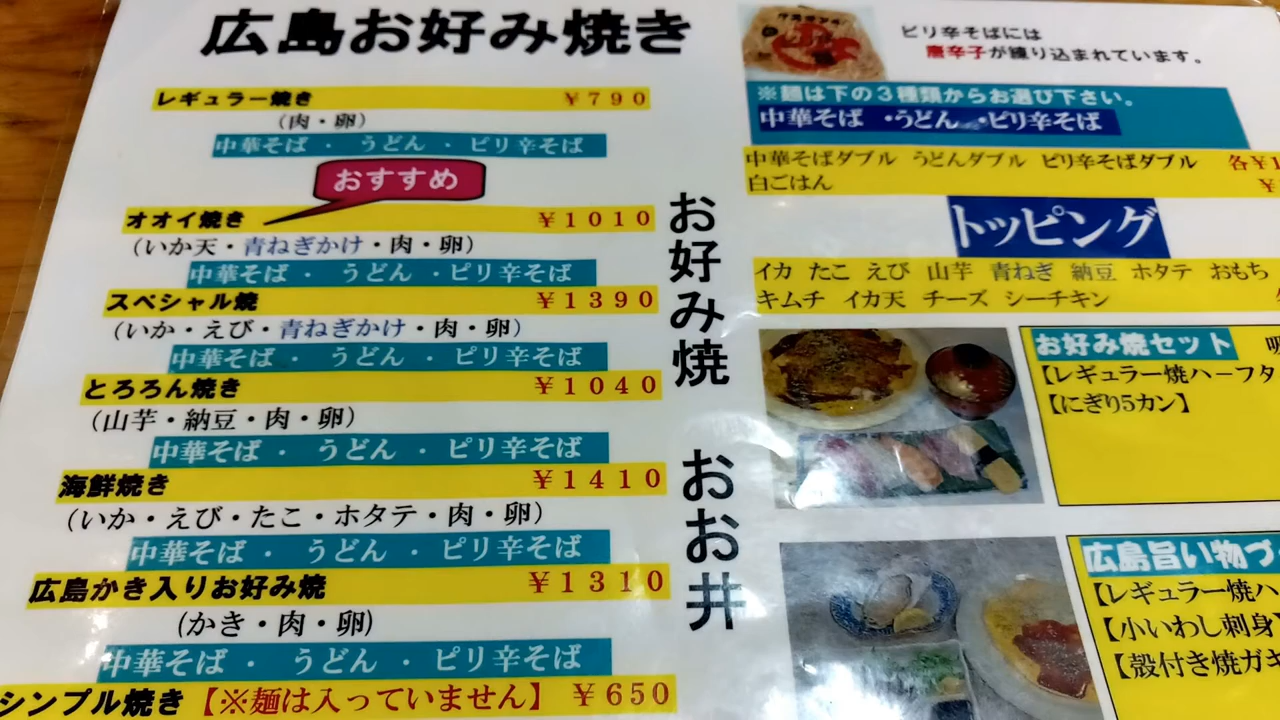 広島お好み焼き
レギュラー焼き ￥790
（肉・卵）
中華そば ・ うどん ・ ピリ辛そば
おすすめ
オオイ焼き ￥1010
（いか天・青ねぎかけ・肉・卵）
中華そば ・ うどん ・ピリ辛そば
スペシャル焼 ￥1390
（いか・えび・青ねぎかけ・肉・卵）
中華そば ・ うどん ・ ピリ辛そば
とろろん焼き ￥1040
（山芋・納豆・肉・卵）
中華そば ・ うどん ・ ピリ辛そば
海鮮焼き ￥1410
（いか・えび・たこ・ホタテ・肉・卵）
中華そば ・ うどん ・ ピリ辛そば
広島かき入りお好み焼 ￥1310
(かき・肉・卵)
中華そば ・ うどん ・ ピリ辛そば
シンプル焼き【※麺は入っていません】 ￥650
お好み焼 おお井
ピリ辛そばには
唐辛子が練り込まれています。
※麺は下の３種類からお選び下さい。
中華そば ・うどん ・ピリ辛そば
中華そばダブル うどんダブル ピリ辛そばダブル 各￥1
白ごはん ￥
トッピング
イカ たこ えび 山芋 青ねぎ 納豆 ホタテ おもち
キムチ イカ天 チーズ シーチキン
お好み焼セット
【レギュラー焼ハーフタ
【にぎり5カン】
広島旨い物づ
【レギュラー焼ハ
【小いわし刺身】
【殻付き焼ガキ